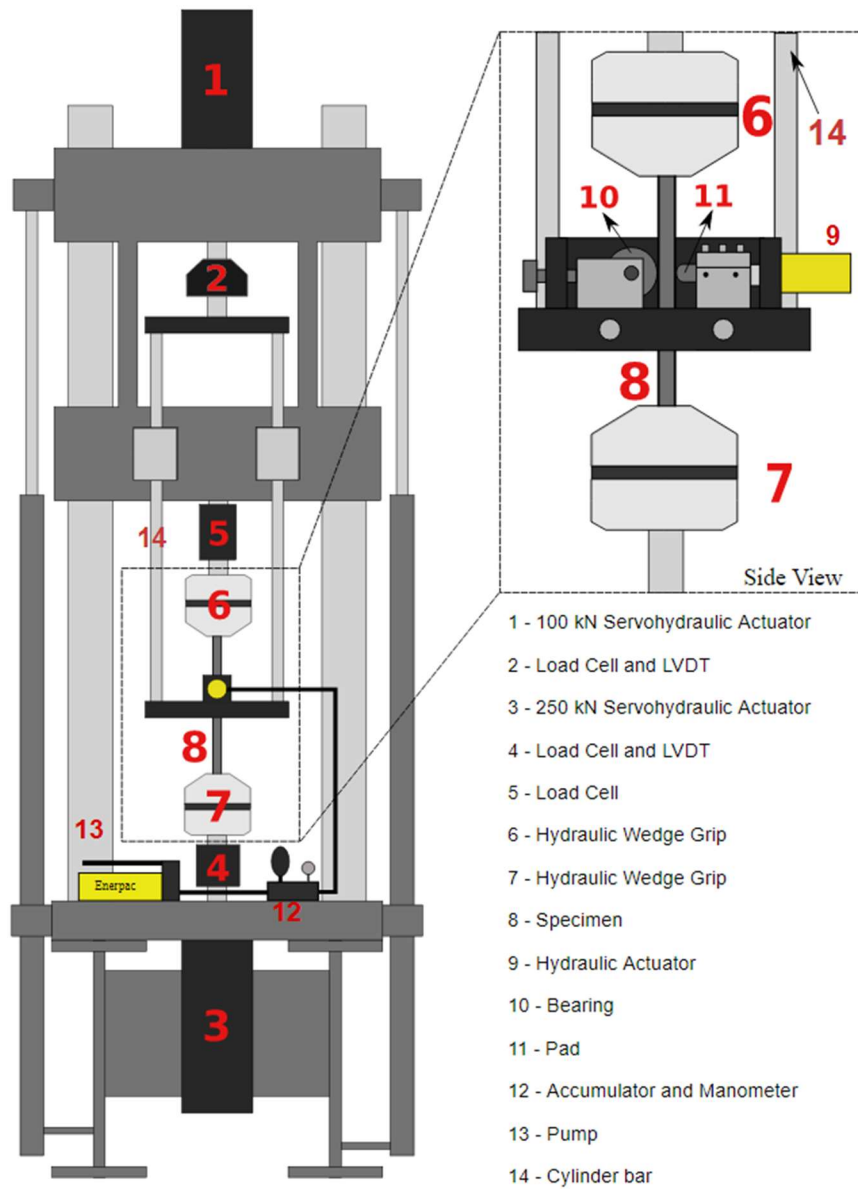 1
2
5
14
6
8
7
13
4
Enerpac
12
3
6
14
10
11
9
8
7
Side View
1 - 100 kN Servohydraulic Actuator
2 - Load Cell and LVDT
3 - 250 kN Servohydraulic Actuator
4 - Load Cell and LVDT
5 - Load Cell
6 - Hydraulic Wedge Grip
7 - Hydraulic Wedge Grip
8 - Specimen
9 - Hydraulic Actuator
10 - Bearing
11 - Pad
12 - Accumulator and Manometer
13 - Pump
14 - Cylinder bar